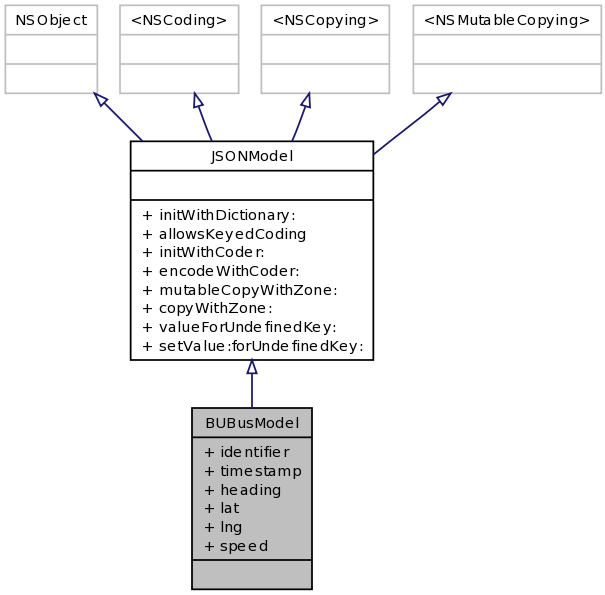 NSObject
<NSCoding>
<NSCopying>
<NSMutableCopying>
JSONModel
+ initWithDictionary:
+ allowsKeyedCoding
+ initWithCoder:
+ encodeWithCoder:
+ mutableCopyWithZone:
+ copyWithZone:
+ valueForUndefinedKey:
+ setValue:forUndefinedKey:
BUBusModel
+ identifier
+ timestamp
+ heading
+ lat
+ lng
+ speed